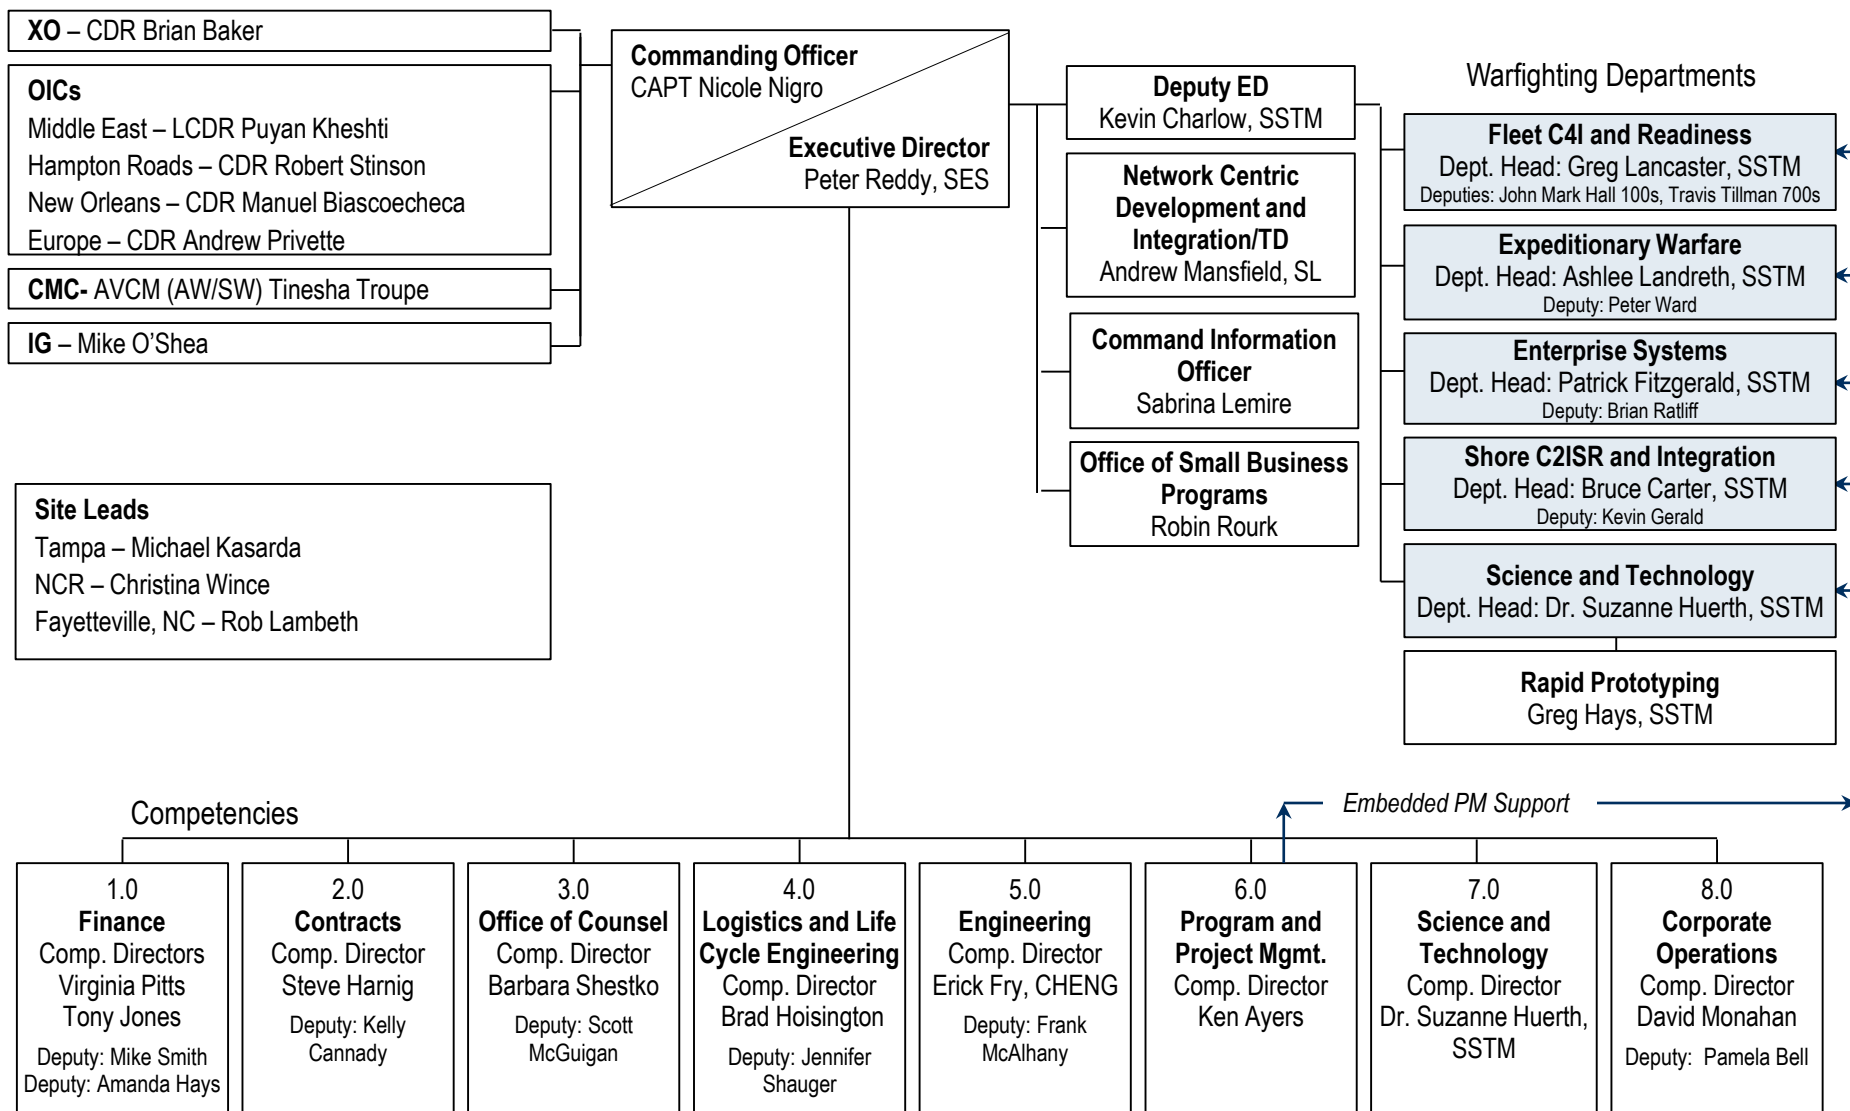 XO – CDR Brian Baker
OICs
Middle East – LCDR Puyan Kheshti
Hampton Roads – CDR Robert Stinson
New Orleans – CDR Manuel Biascoecheca
Europe – CDR Andrew Privette
CMC- AVCM (AW/SW) Tinesha Troupe
IG – Mike O’Shea
Site Leads
Tampa – Michael Kasarda
NCR – Christina Wince
Fayetteville, NC – Rob Lambeth
Commanding Officer
CAPT Nicole Nigro
Executive Director
Peter Reddy, SES
Deputy ED
Kevin Charlow, SSTM
Network Centric
Development and
Integration/TD
Andrew Mansfield, SL
Command Information
Officer
Sabrina Lemire
Office of Small Business
Programs
Robin Rourk
Warfighting Departments
Fleet C4I and Readiness
Dept. Head: Greg Lancaster, SSTM
Deputies: John Mark Hall 100s, Travis Tillman 700s
Expeditionary Warfare
Dept. Head: Ashlee Landreth, SSTM
Deputy: Peter Ward
Enterprise Systems
Dept. Head: Patrick Fitzgerald, SSTM
Deputy: Brian Ratliff
Shore C2ISR and Integration
Dept. Head: Bruce Carter, SSTM
Deputy: Kevin Gerald
Science and Technology
Dept. Head: Dr. Suzanne Huerth, SSTM
Rapid Prototyping
Greg Hays, SSTM
Embedded PM Support
Competencies
1.0
Finance
Comp. Directors
Virginia Pitts
Tony Jones
Deputy: Mike Smith
Deputy: Amanda Hays
2.0
Contracts
Comp. Director
Steve Harnig
Deputy: Kelly
Cannady
3.0
Office of Counsel
Comp. Director
Barbara Shestko
Deputy: Scott
McGuigan
4.0
Logistics and Life
Cycle Engineering
Comp. Director
Brad Hoisington
Deputy: Jennifer
Shauger
5.0
Engineering
Comp. Director
Erick Fry, CHENG
Deputy: Frank
McAlhany
6.0
Program and
Project Mgmt.
Comp. Director
Ken Ayers
7.0
Science and
Technology
Comp. Director
Dr. Suzanne Huerth,
SSTM
8.0
Corporate
Operations
Comp. Director
David Monahan
Deputy: Pamela Bell